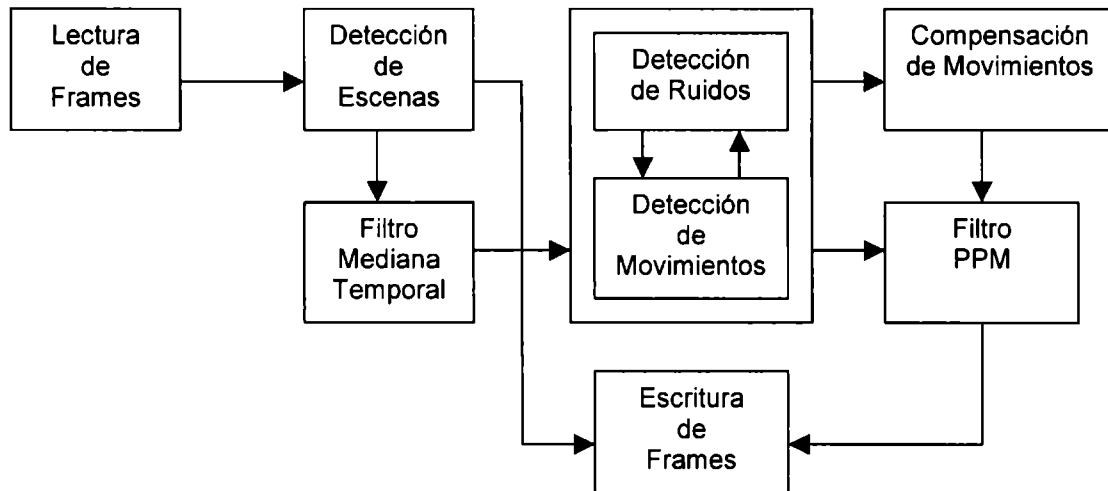 Lectura
de
Frames
Detección
de
Escenas
Detección
de Ruidos
Compensación
de Movimientos
Filtro
Mediana
Temporal
Detección
de
Movimientos
Filtro
PPM
Escritura
de
Frames